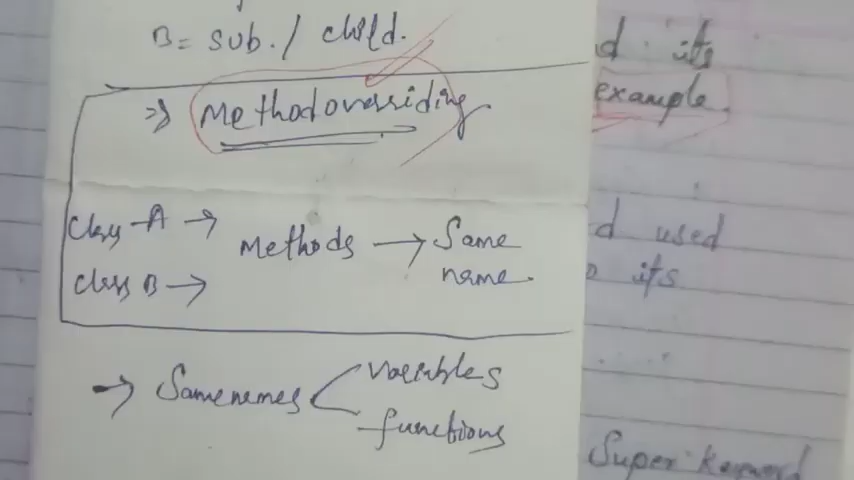 B = sub. / child.
=> Methodoverriding
Class A →
Class B →
Methods → Same
name.
→ Samenames < variables
functions
d its
example.
d used
its
Super keyword